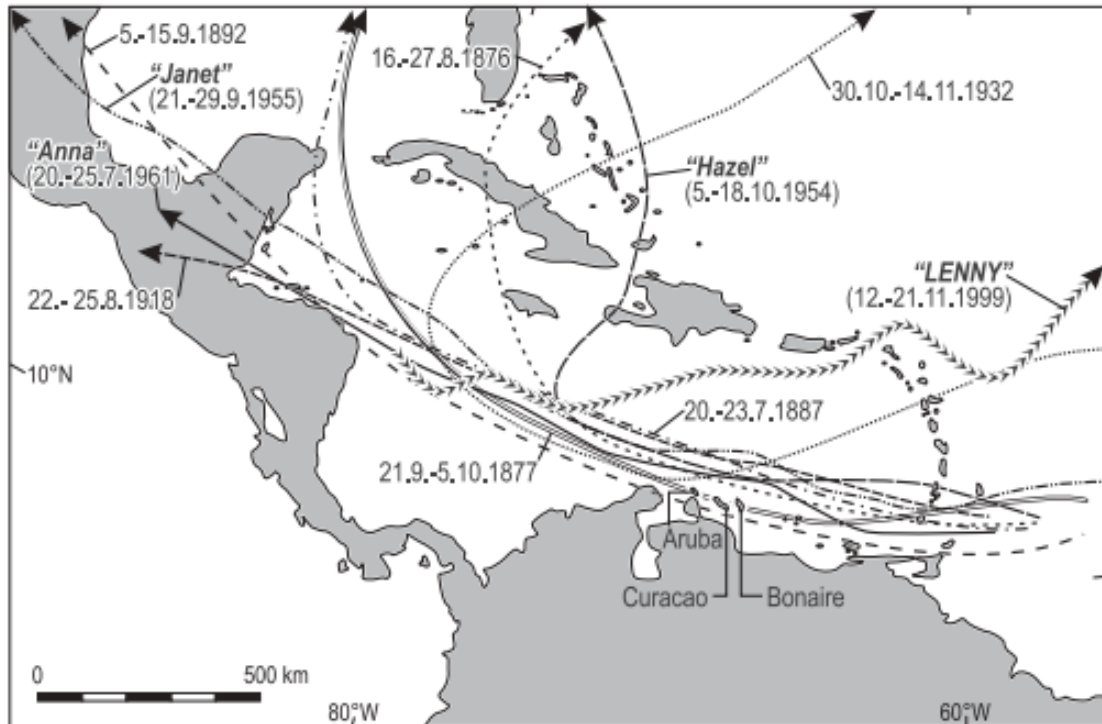 5.-15.9.1892
"Janet"
(21.-29.9.1955)
"Anna"
(20.-25.7.1961)
22.-25.8.1918
16.-27.8.1876
30.10.-14.11.1932
"Hazel"
(5.-18.10.1954)
"LENNY"
(12.-21.11.1999)
10°N
20.-23.7.1887
21.9.-5.10.1877
Aruba
Curacao
Bonaire
0
500 km
80°W
60°W